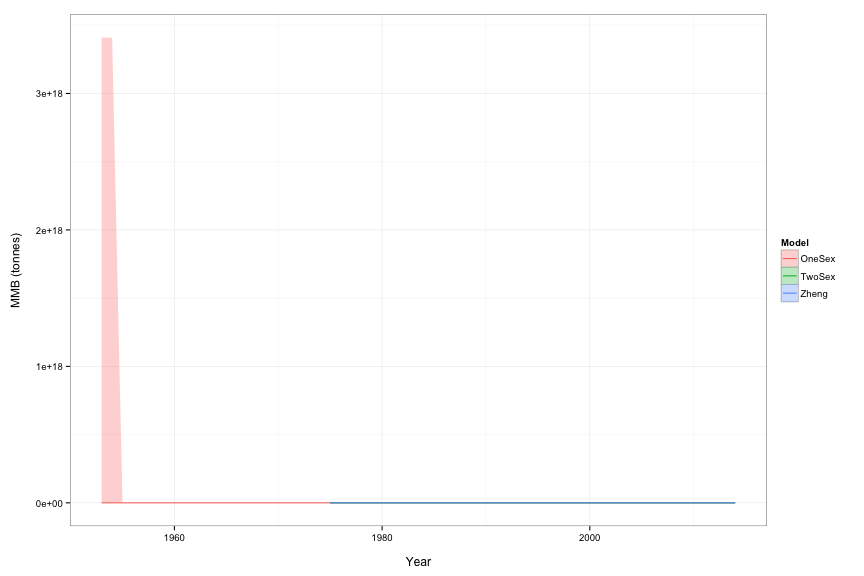 3e+18
2e+18
1e+18
0e+00
MMB (tonnes)
1960 1980 2000
Year
Model
OneSex
TwoSex
Zheng